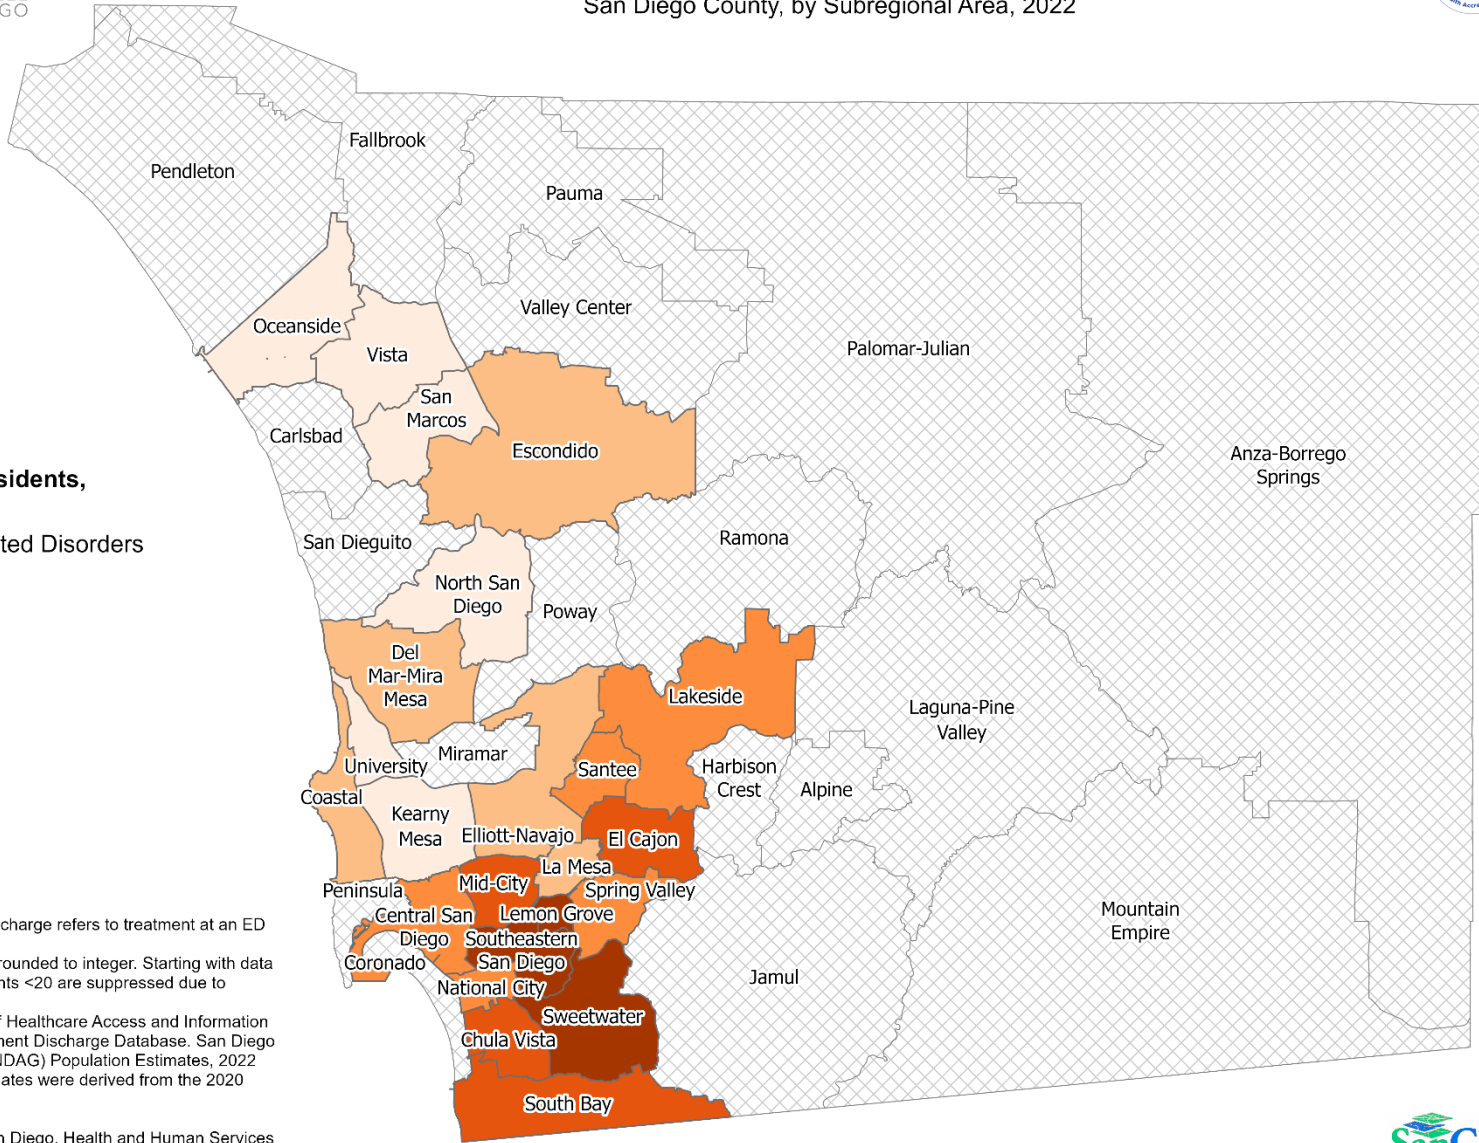 GO
San Diego County, by Subregional Area, 2022
Fallbrook
Pendleton
Pauma
Valley Center
Oceanside
Vista
Palomar-Julian
San
Marcos
Carlsbad
Escondido
Anza-Borrego
Springs
sidents,
San Dieguito
Ramona
ted Disorders
North San
Diego
Poway
Del
Mar-Mira
Mesa
Lakeside
Laguna-Pine
Valley
Miramar
University
Santee
Harbison
Crest
Alpine
Coastal
Kearny
Mesa
Elliott-Navajo
El Cajon
La Mesa
Peninsula
Mid-City
Spring Valley
Central San
Diego
Lemon Grove
Mountain
Empire
Southeastern
San Diego
Coronado
Jamul
National City
Sweetwater
Chula Vista
South Bay
charge refers to treatment at an ED
rounded to integer. Starting with data
nts <20 are suppressed due to
f Healthcare Access and Information
nent Discharge Database. San Diego
NDAG) Population Estimates, 2022
ates were derived from the 2020
n Diego, Health and Human Services